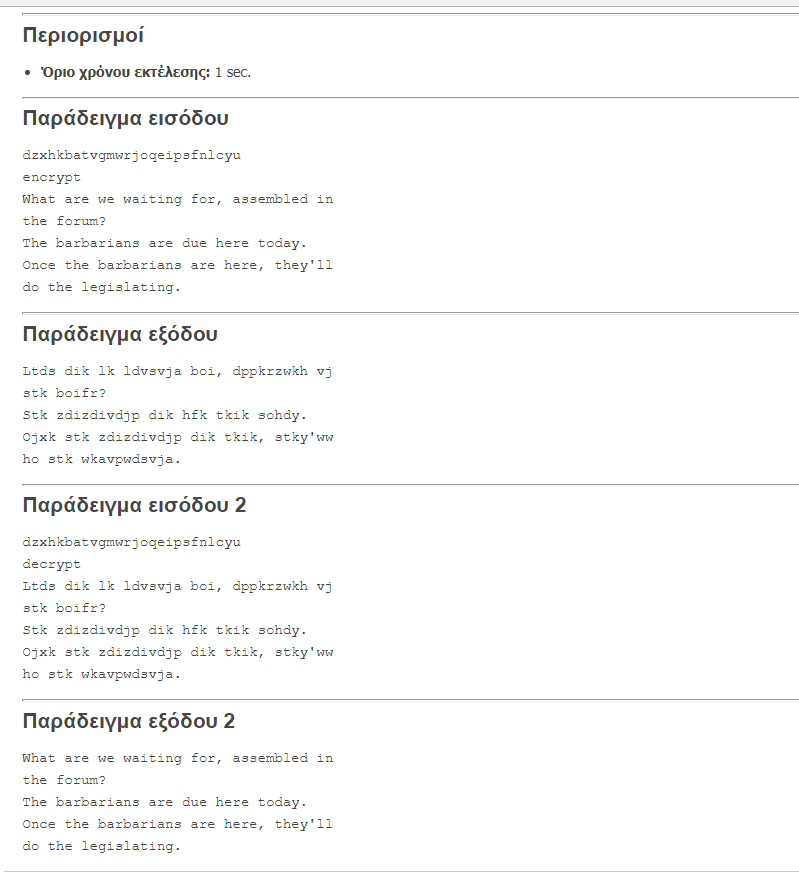 Περιορισμοί
• Όριο χρόνου εκτέλεσης: 1 sec.
Παράδειγμα εισόδου
dzxhkbatvgmwrjoqeipsfnlcyu
encrypt
What are we waiting for, assembled in
the forum?
The barbarians are due here today.
Once the barbarians are here, they'll
do the legislating.
Παράδειγμα εξόδου
Ltds dik lk ldvsvja boi, dppkrzwkh vj
stk boifr?
Stk zdizdivdjp dik hfk tkik sohdy.
Ojxk stk zdizdivdjp dik tkik, stky'ww
ho stk wkavpwdsvja.
Παράδειγμα εισόδου 2
dzxhkbatvgmwrjoqeipsfnlcyu
decrypt
Ltds dik lk ldvsvja boi, dppkrzwkh vj
stk boifr?
Stk zdizdivdjp dik hfk tkik sohdy.
Ojxk stk zdizdivdjp dik tkik, stky'ww
ho stk wkavpwdsvja.
Παράδειγμα εξόδου 2
What are we waiting for, assembled in
the forum?
The barbarians are due here today.
Once the barbarians are here, they'll
do the legislating.